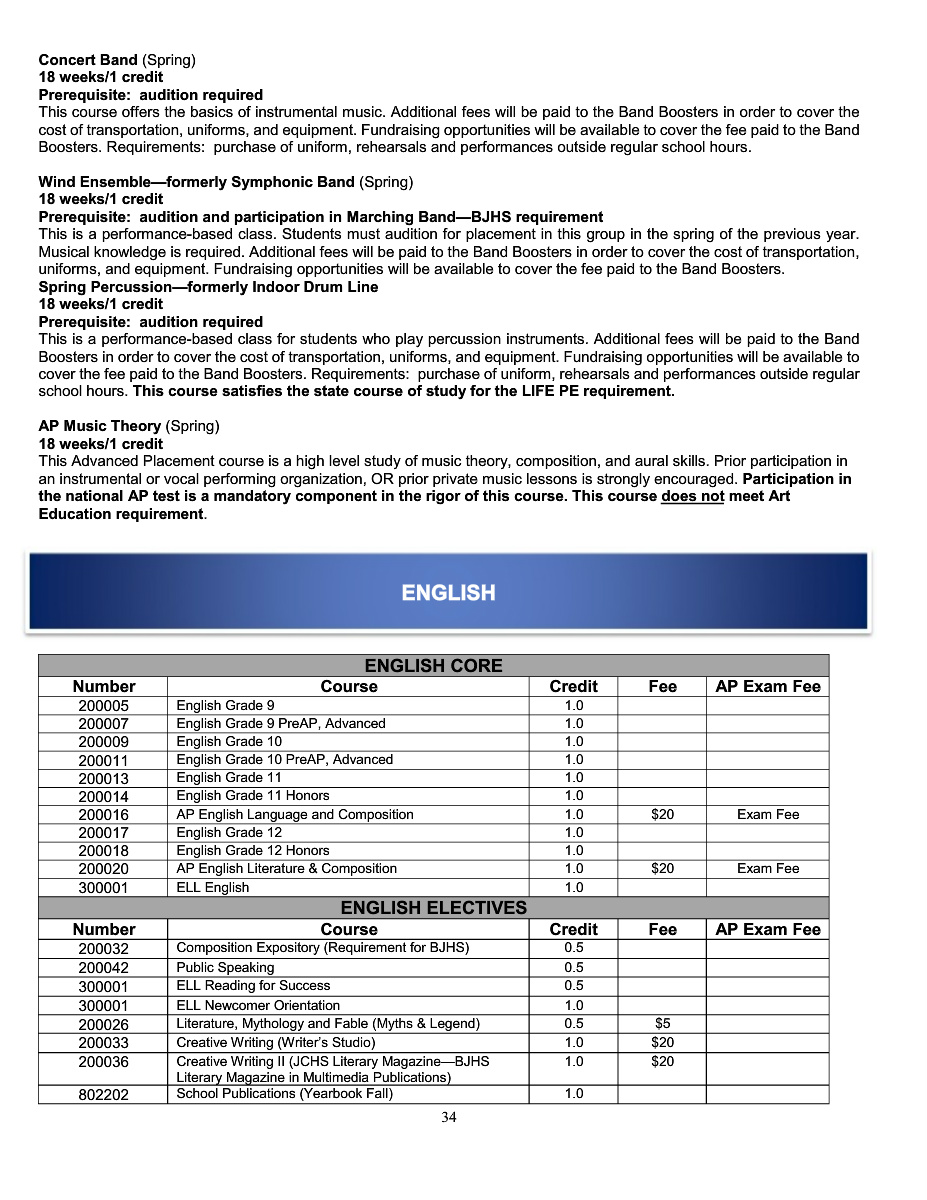 Concert Band (Spring)
18 weeks/1 credit
Prerequisite:  audition required
This course offers the basics of instrumental music. Additional fees will be paid to the Band Boosters in order to cover the
cost of transportation, uniforms, and equipment. Fundraising opportunities will be available to cover the fee paid to the Band
Boosters. Requirements:  purchase of uniform, rehearsals and performances outside regular school hours.
Wind Ensemble—formerly Symphonic Band (Spring)
18 weeks/1 credit
Prerequisite:  audition and participation in Marching Band—BJHS requirement
This is a performance-based class. Students must audition for placement in this group in the spring of the previous year.
Musical knowledge is required. Additional fees will be paid to the Band Boosters in order to cover the cost of transportation,
uniforms, and equipment. Fundraising opportunities will be available to cover the fee paid to the Band Boosters.
Spring Percussion—formerly Indoor Drum Line
18 weeks/1 credit
Prerequisite:  audition required
This is a performance-based class for students who play percussion instruments. Additional fees will be paid to the Band
Boosters in order to cover the cost of transportation, uniforms, and equipment. Fundraising opportunities will be available to
cover the fee paid to the Band Boosters. Requirements:  purchase of uniform, rehearsals and performances outside regular
school hours. This course satisfies the state course of study for the LIFE PE requirement.
AP Music Theory (Spring)
18 weeks/1 credit
This Advanced Placement course is a high level study of music theory, composition, and aural skills. Prior participation in
an instrumental or vocal performing organization, OR prior private music lessons is strongly encouraged. Participation in
the national AP test is a mandatory component in the rigor of this course. This course does not meet Art
Education requirement.
ENGLISH
ENGLISH CORE
Number Course Credit Fee AP Exam Fee
200005 English Grade 9 1.0
200007 English Grade 9 PreAP, Advanced 1.0
200009 English Grade 10 1.0
200011 English Grade 10 PreAP, Advanced 1.0
200013 English Grade 11 1.0
200014 English Grade 11 Honors 1.0
200016 AP English Language and Composition 1.0 $20 Exam Fee
200017 English Grade 12 1.0
200018 English Grade 12 Honors 1.0
200020 AP English Literature & Composition 1.0 $20 Exam Fee
300001 ELL English 1.0
ENGLISH ELECTIVES
Number Course Credit Fee AP Exam Fee
200032 Composition Expository (Requirement for BJHS) 0.5
200042 Public Speaking 0.5
300001 ELL Reading for Success 0.5
300001 ELL Newcomer Orientation 1.0
200026 Literature, Mythology and Fable (Myths & Legend) 0.5 $5
200033 Creative Writing (Writer's Studio) 1.0 $20
200036 Creative Writing II (JCHS Literary Magazine—BJHS 1.0 $20
Literary Magazine in Multimedia Publications)
802202 School Publications (Yearbook Fall) 1.0
34